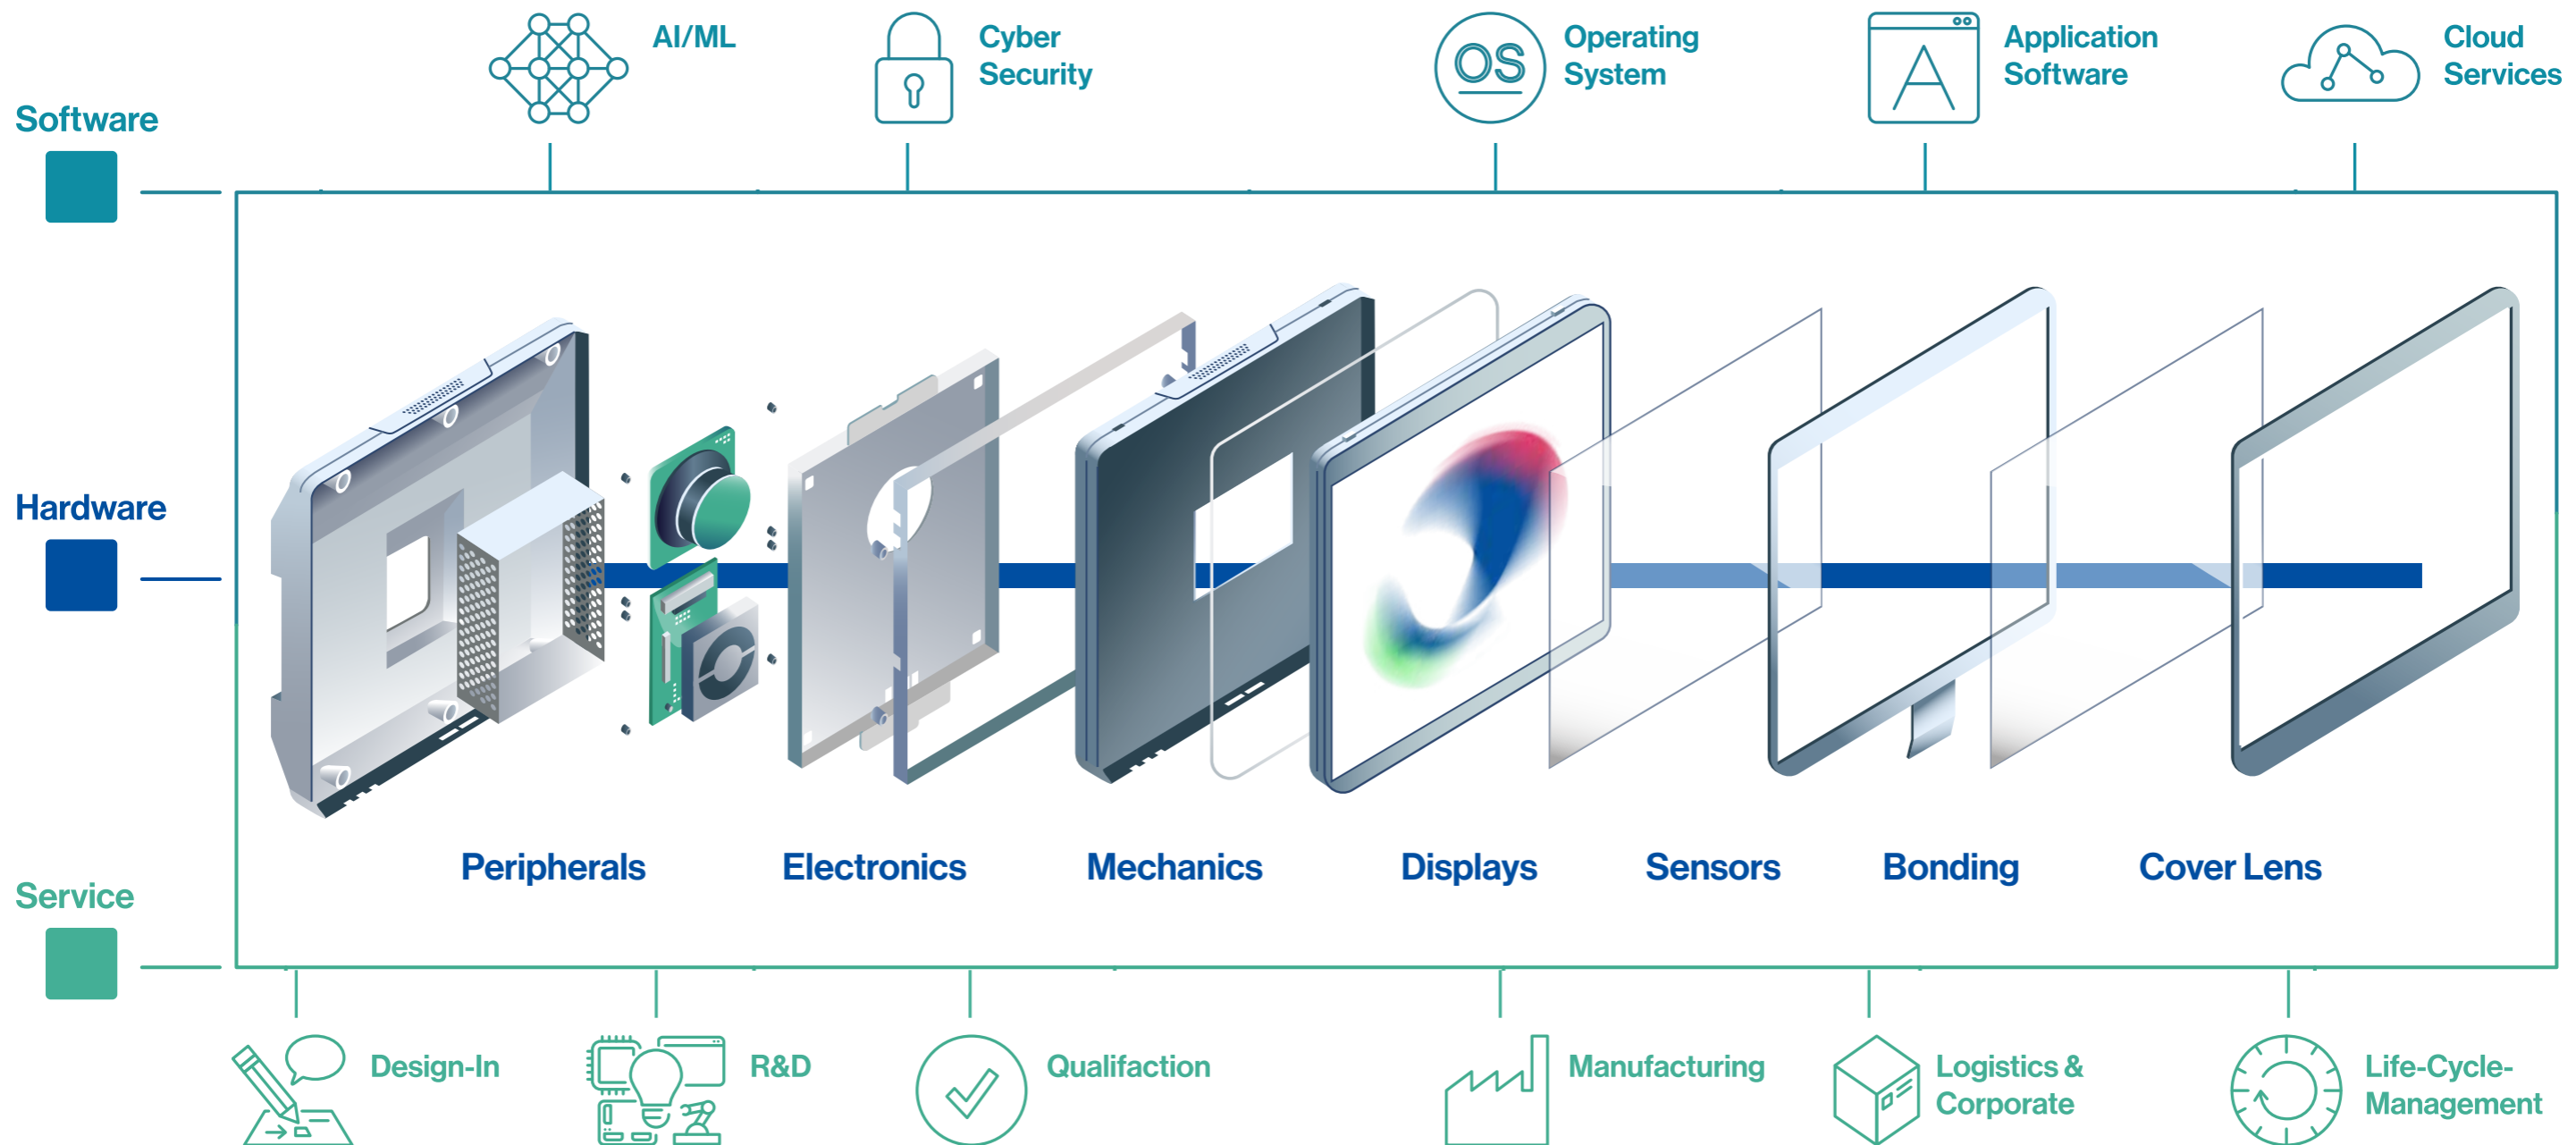 AI/ML
Cyber
Security
OS
Operating
System
A
Application
Software
Cloud
Services
Software
Hardware
Peripherals
Electronics
Mechanics
Displays
Sensors
Bonding
Cover Lens
Service
Design-In
R&D
Qualifaction
Manufacturing
Logistics &
Corporate
Life-Cycle-
Management